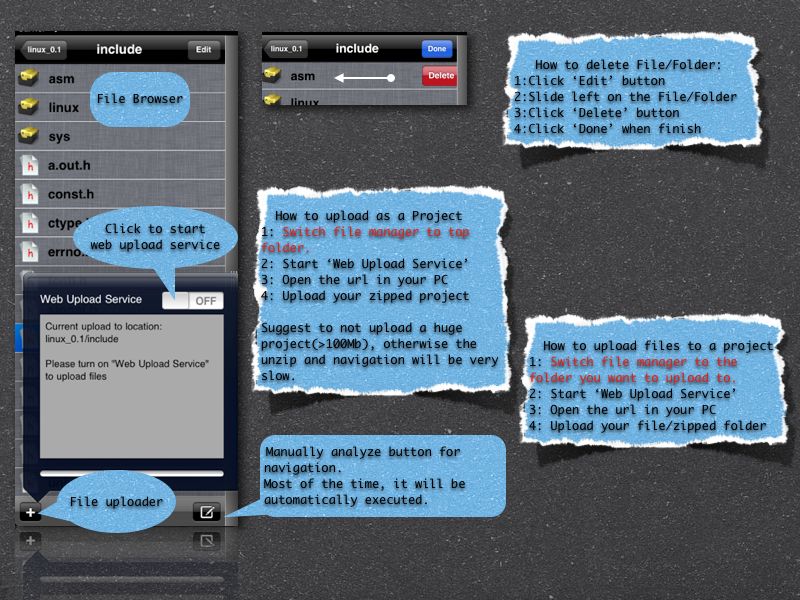 linux_0.1
include
Edit
asm
linux
sys
a.out.h
const.h
File Browser
Click to start
web upload service
Web Upload Service
OFF
Current upload to location:
linux_0.1/include
Please turn on "Web Upload Service"
to upload files
File uploader
linux_0.1
include
Done
asm
Delete
linux
How to delete File/Folder:
1:Click ‘Edit’ button
2:Slide left on the File/Folder
3:Click ‘Delete’ button
4:Click ‘Done’ when finish
How to upload as a Project
1: Switch file manager to top
folder.
2: Start ‘Web Upload Service’
3: Open the url in your PC
4: Upload your zipped project
Suggest to not upload a huge
project(>100Mb), otherwise the
unzip and navigation will be very
slow.
How to upload files to a project
1: Switch file manager to the
folder you want to upload to.
2: Start ‘Web Upload Service’
3: Open the url in your PC
4: Upload your file/zipped folder
Manually analyze button for
navigation.
Most of the time, it will be
automatically executed.